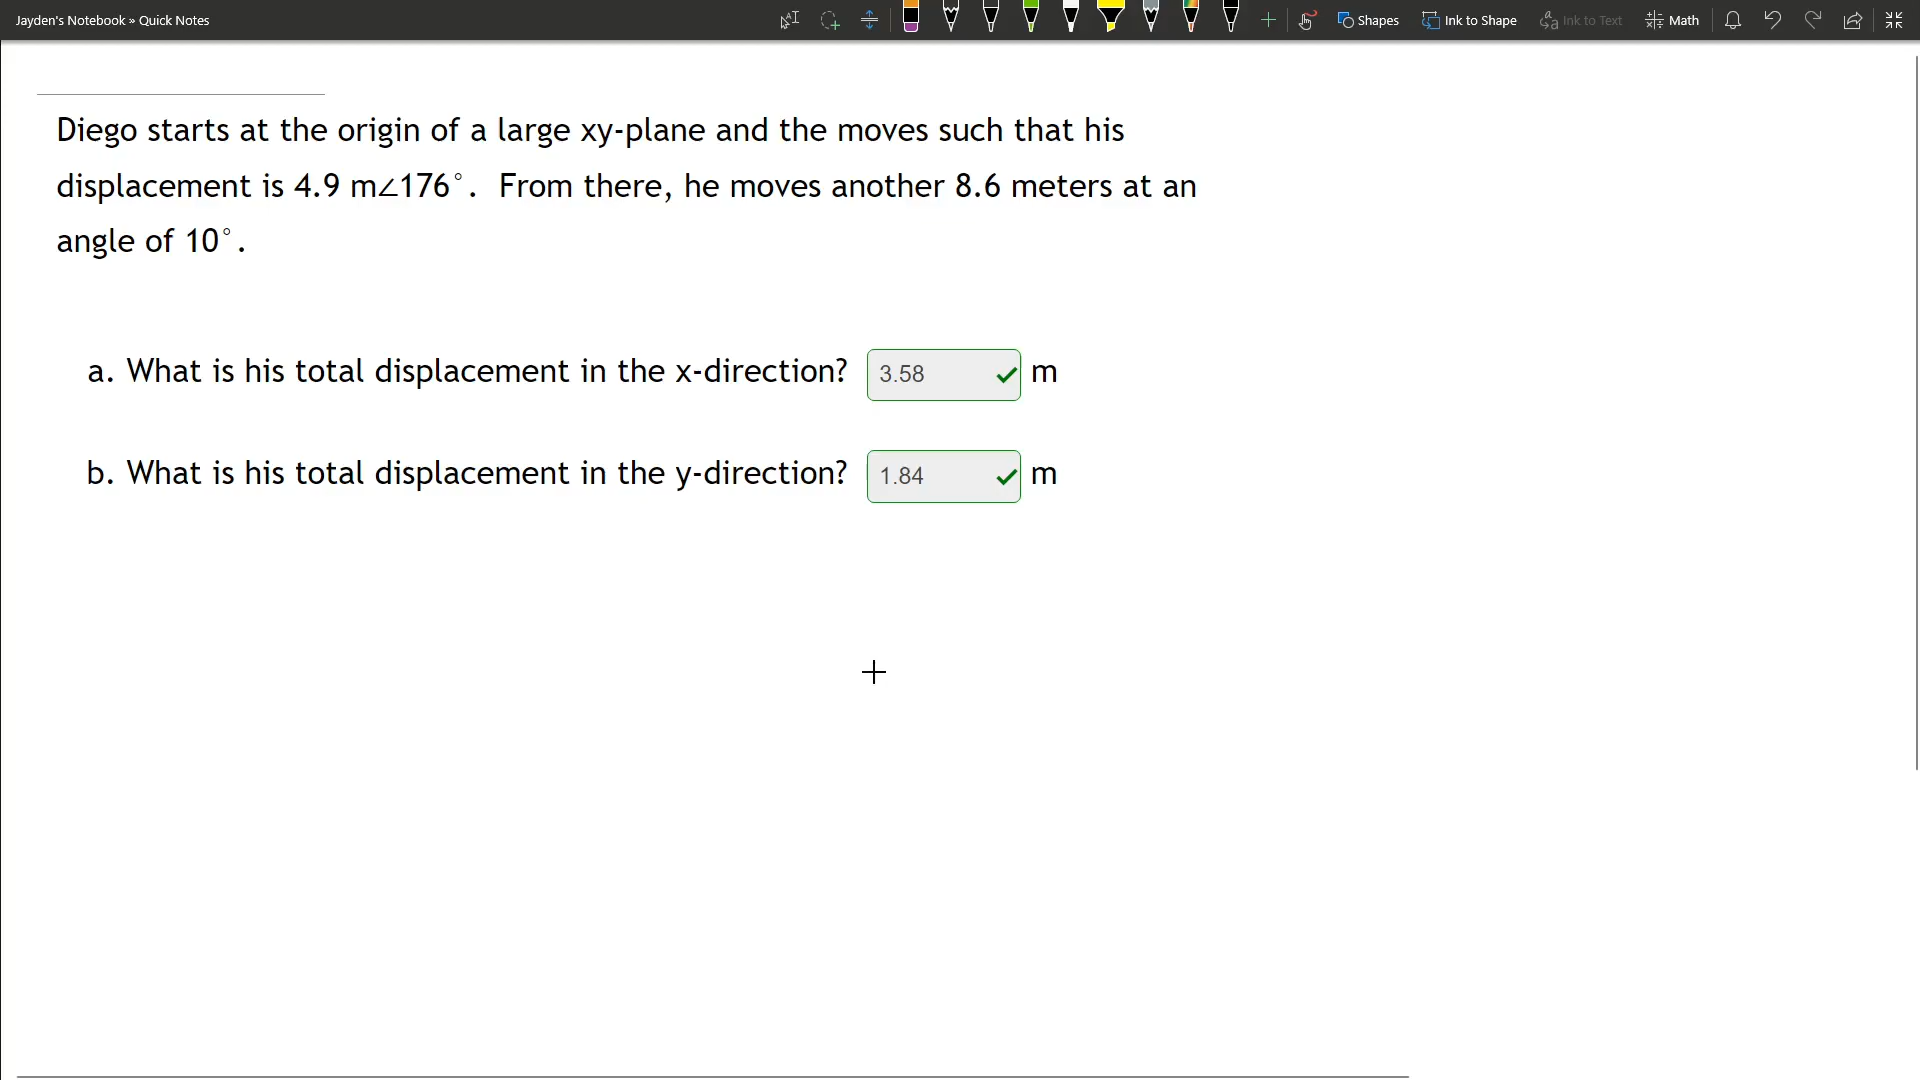 Jayden's Notebook » Quick Notes
Shapes
Ink to Shape
Ink to Text
Math
Diego starts at the origin of a large xy-plane and the moves such that his
displacement is 4.9 m∠176°.  From there, he moves another 8.6 meters at an
angle of 10°.
a. What is his total displacement in the x-direction? 3.58 m
b. What is his total displacement in the y-direction? 1.84 m